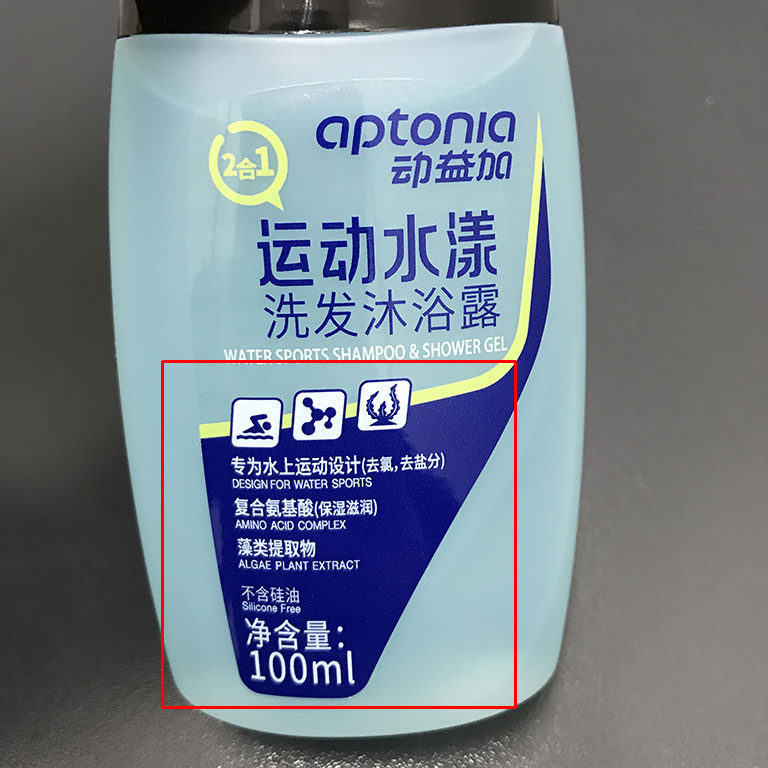 aptonia
动益加
2合1
运动水漾
洗发沐浴露
WATER SPORTS SHAMPOO & SHOWER GEL
专为水上运动设计(去氯,去盐分)
DESIGN FOR WATER SPORTS
复合氨基酸(保湿滋润)
AMINO ACID COMPLEX
藻类提取物
ALGAE PLANT EXTRACT
不含硅油
Silicone Free
净含量：
100ml